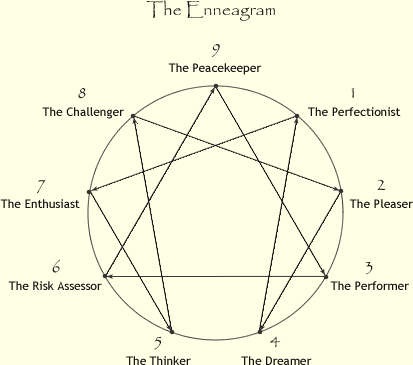 The Enneagram
9
The Peacekeeper
8
The Challenger
1
The Perfectionist
7
The Enthusiast
2
The Pleaser
6
The Risk Assessor
3
The Performer
5
The Thinker
4
The Dreamer